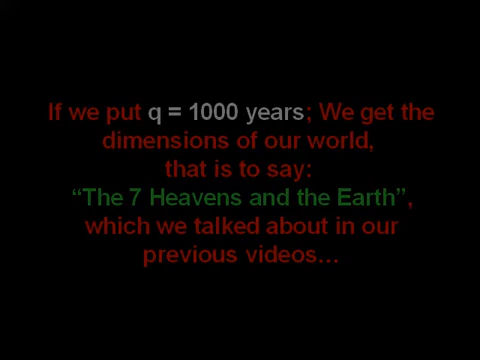 If we put q = 1000 years; We get the
dimensions of our world,
that is to say:
“The 7 Heavens and the Earth”,
which we talked about in our
previous videos...